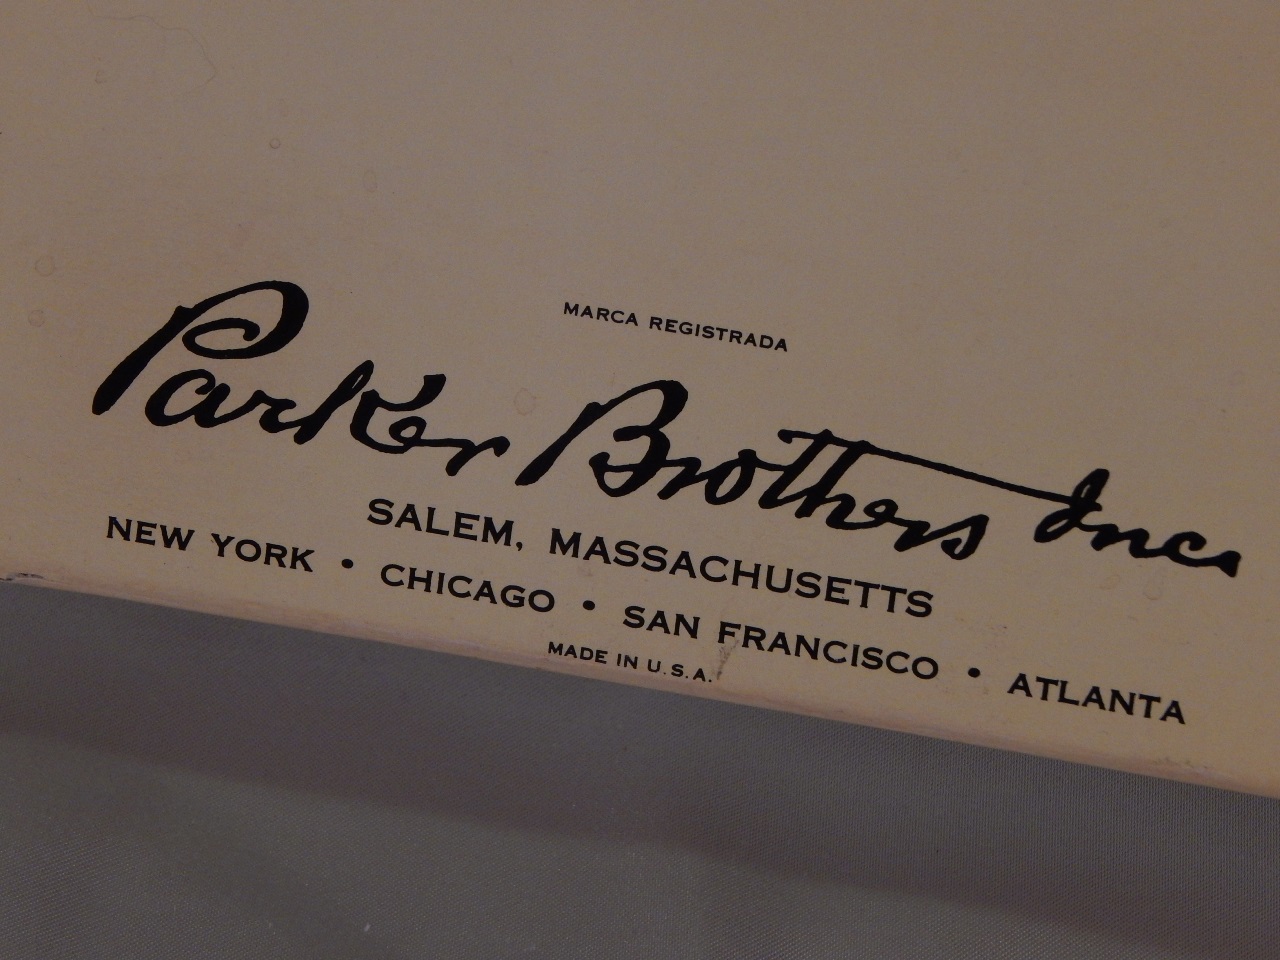 MARCA REGISTRADA
Parker Brothers Inc.
SALEM, MASSACHUSETTS
NEW YORK • CHICAGO • SAN FRANCISCO • ATLANTA
MADE IN U.S.A.